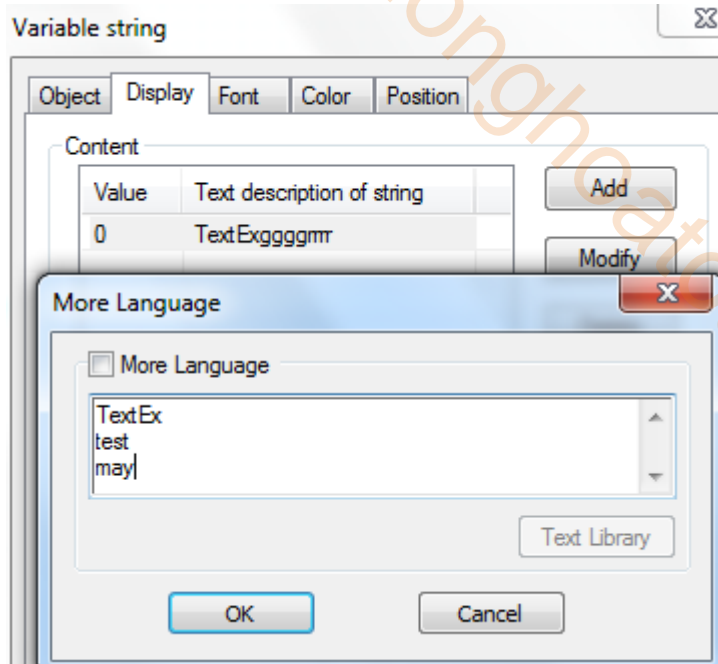 Variable string
Object Display Font Color Position
Content
Value Text description of string
Add
0 TextExggggrrrr
Modify
More Language
More Language
TextEx
test
may
Text Library
OK Cancel